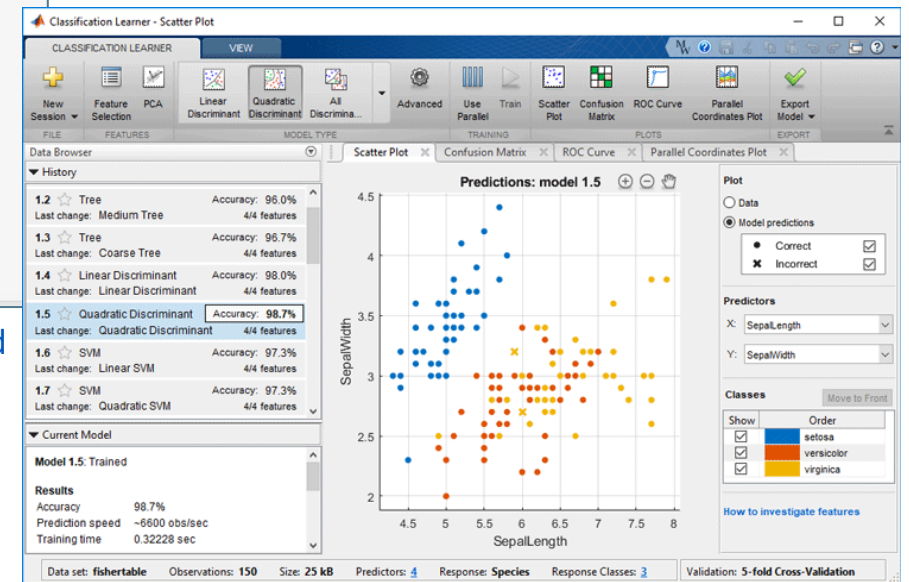 Classification Learner - Scatter Plot
CLASSIFICATION LEARNER VIEW
New Session
Feature Selection
PCA
Linear Discriminant
Quadratic Discriminant
All Discrimina...
Advanced
Use Parallel
Train
Scatter Plot
Confusion Matrix
ROC Curve
Parallel Coordinates Plot
Export Model
FILE FEATURES MODEL TYPE TRAINING PLOTS EXPORT
Data Browser
History
1.2 Tree Accuracy: 96.0%
Last change: Medium Tree 4/4 features
1.3 Tree Accuracy: 96.7%
Last change: Coarse Tree 4/4 features
1.4 Linear Discriminant Accuracy: 98.0%
Last change: Linear Discriminant 4/4 features
1.5 Quadratic Discriminant Accuracy: 98.7%
Last change: Quadratic Discriminant 4/4 features
1.6 SVM Accuracy: 97.3%
Last change: Linear SVM 4/4 features
1.7 SVM Accuracy: 97.3%
Last change: Quadratic SVM 4/4 features
Current Model
Model 1.5: Trained
Results
Accuracy 98.7%
Prediction speed ~6600 obs/sec
Training time 0.32228 sec
Scatter Plot Confusion Matrix ROC Curve Parallel Coordinates Plot
Predictions: model 1.5
4.5
4
3.5
3
2.5
2
SepalWidth
4.5 5 5.5 6 6.5 7 7.5 8
SepalLength
Plot
Data
Model predictions
Correct
Incorrect
Predictors
X: SepalLength
Y: SepalWidth
Classes Move to Front
Show Order
setosa
versicolor
virginica
How to investigate features
Data set: fishertable Observations: 150 Size: 25 kB Predictors: 4 Response: Species Response Classes: 3 Validation: 5-fold Cross-Validation
d